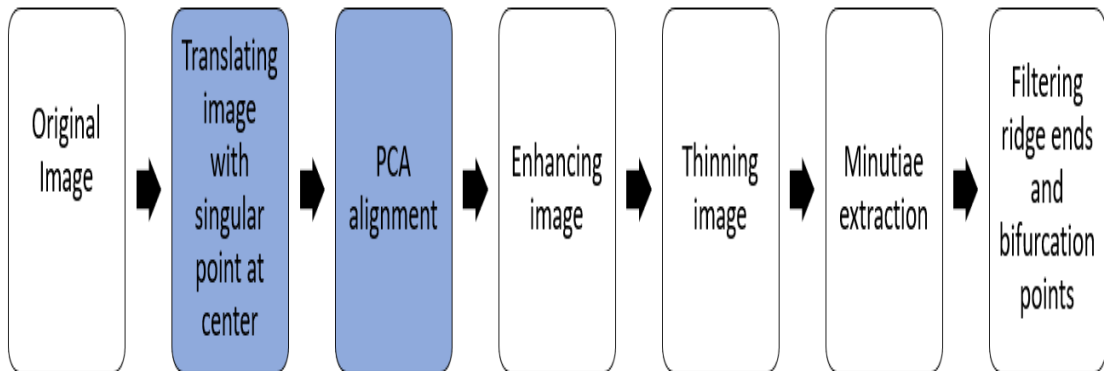 Original
Image
Translating
image
with
singular
point at
center
PCA
alignment
Enhancing
image
Thinning
image
Minutiae
extraction
Filtering
ridge ends
and
bifurcation
points